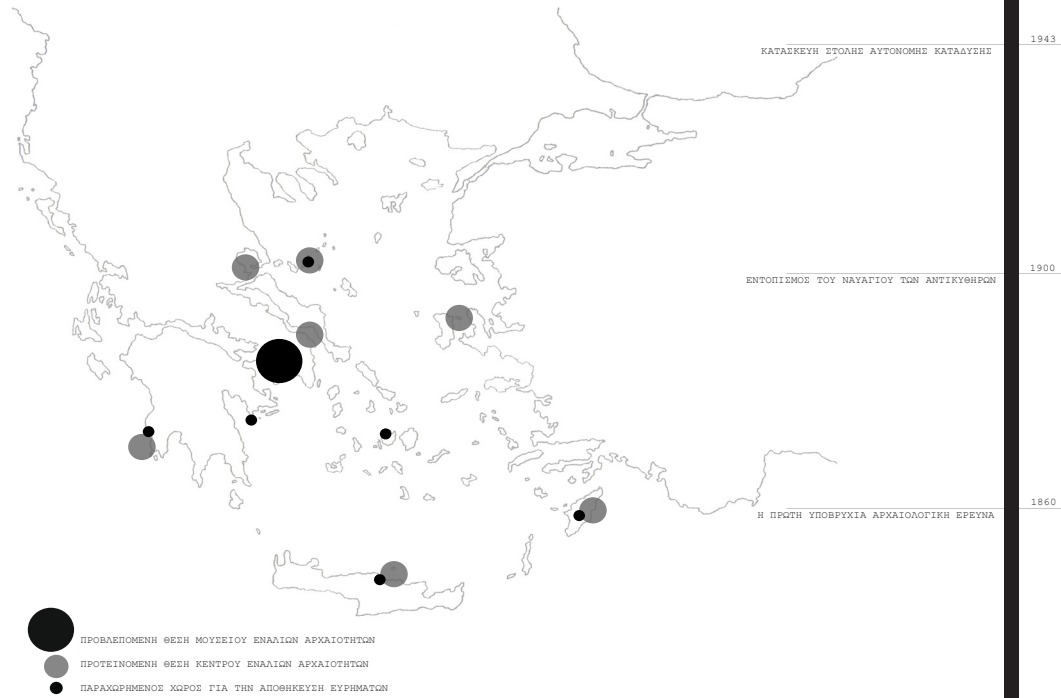 1943
ΚΑΤΑΣΚΕΥΗ ΣΤΟΛΗΣ ΑΥΤΟΝΟΜΗΣ ΚΑΤΑΔΥΣΗΣ
1900
ΕΝΤΟΠΙΣΜΟΣ ΤΟΥ ΝΑΥΑΓΙΟΥ ΤΩΝ ΑΝΤΙΚΥΘΗΡΩΝ
1860
Η ΠΡΩΤΗ ΥΠΟΒΡΥΧΙΑ ΑΡΧΑΙΟΛΟΓΙΚΗ ΕΡΕΥΝΑ
ΠΡΟΒΛΕΠΟΜΕΝΗ ΘΕΣΗ ΜΟΥΣΕΙΟΥ ΕΝΑΛΙΩΝ ΑΡΧΑΙΟΤΗΤΩΝ
ΠΡΟΤΕΙΝΟΜΕΝΗ ΘΕΣΗ ΚΕΝΤΡΟΥ ΕΝΑΛΙΩΝ ΑΡΧΑΙΟΤΗΤΩΝ
ΠΑΡΑΧΩΡΗΜΕΝΟΣ ΧΩΡΟΣ ΓΙΑ ΤΗΝ ΑΠΟΘΗΚΕΥΣΗ ΕΥΡΗΜΑΤΩΝ